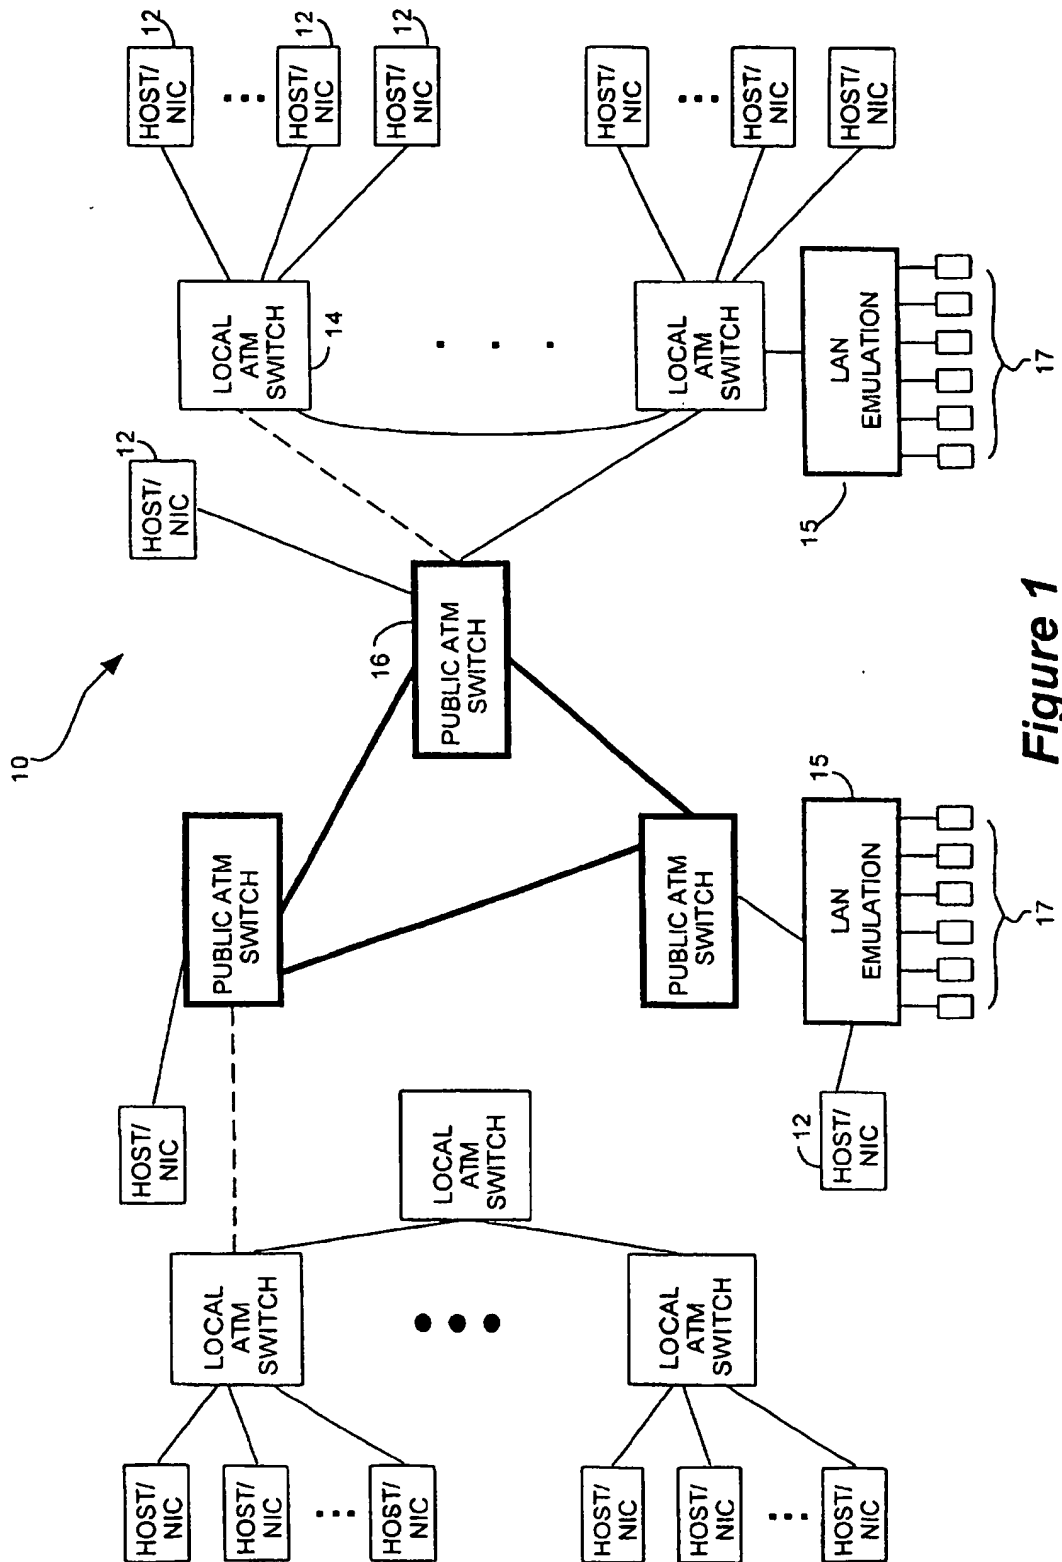 10
HOST/
NIC
HOST/
NIC
HOST/
NIC
12
HOST/
NIC
12
LOCAL
ATM
SWITCH
PUBLIC ATM
SWITCH
LOCAL
ATM
SWITCH
14
HOST/
NIC
HOST/
NIC
12
HOST/
NIC
HOST/
NIC
12
LOCAL
ATM
SWITCH
16
PUBLIC ATM
SWITCH
HOST/
NIC
HOST/
NIC
LOCAL
ATM
SWITCH
PUBLIC ATM
SWITCH
LOCAL
ATM
SWITCH
HOST/
NIC
HOST/
NIC
HOST/
NIC
HOST/
NIC
12
HOST/
NIC
15
LAN
EMULATION
15
LAN
EMULATION
HOST/
NIC
17
17
Figure 1